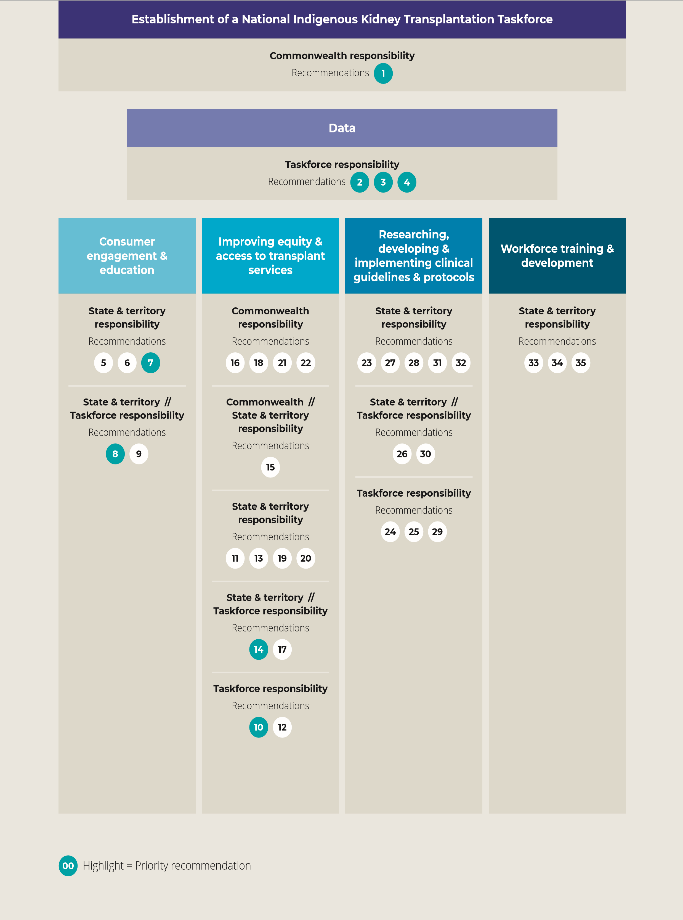 Establishment of a National Indigenous Kidney Transplantation Taskforce
Commonwealth responsibility
Recommendations 1
Data
Taskforce responsibility
Recommendations 2 3 4
Consumer
engagement &
education
State & territory
responsibility
Recommendations
5 6 7
State & territory //
Taskforce responsibility
Recommendations
8 9
Improving equity &
access to transplant
services
Commonwealth
responsibility
Recommendations
16 18 21 22
Commonwealth //
State & territory
responsibility
Recommendations
15
State & territory
responsibility
Recommendations
11 13 19 20
State & territory //
Taskforce responsibility
Recommendations
14 17
Taskforce responsibility
Recommendations
10 12
Researching,
developing &
implementing clinical
guidelines & protocols
State & territory
responsibility
Recommendations
23 27 28 31 32
State & territory //
Taskforce responsibility
Recommendations
26 30
Taskforce responsibility
Recommendations
24 25 29
Workforce training &
development
State & territory
responsibility
Recommendations
33 34 35
00 Highlight = Priority recommendation